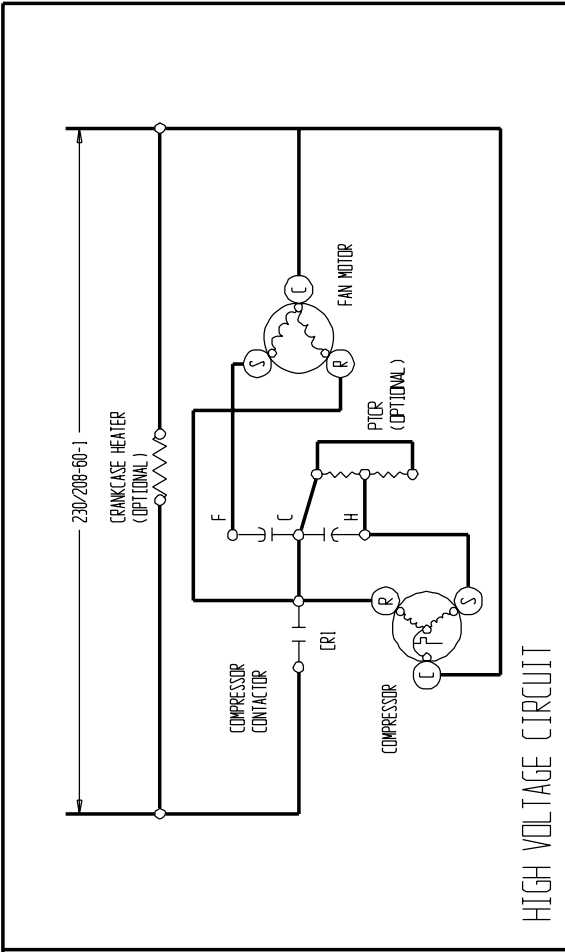 230/208-60-1
CRANKCASE HEATER
(OPTIONAL)
F
C
H
S
C
R
FAN MOTOR
PTCR
(OPTIONAL)
COMPRESSOR
CONTACTOR
CR1
R
S
C
COMPRESSOR
HIGH VOLTAGE CIRCUIT